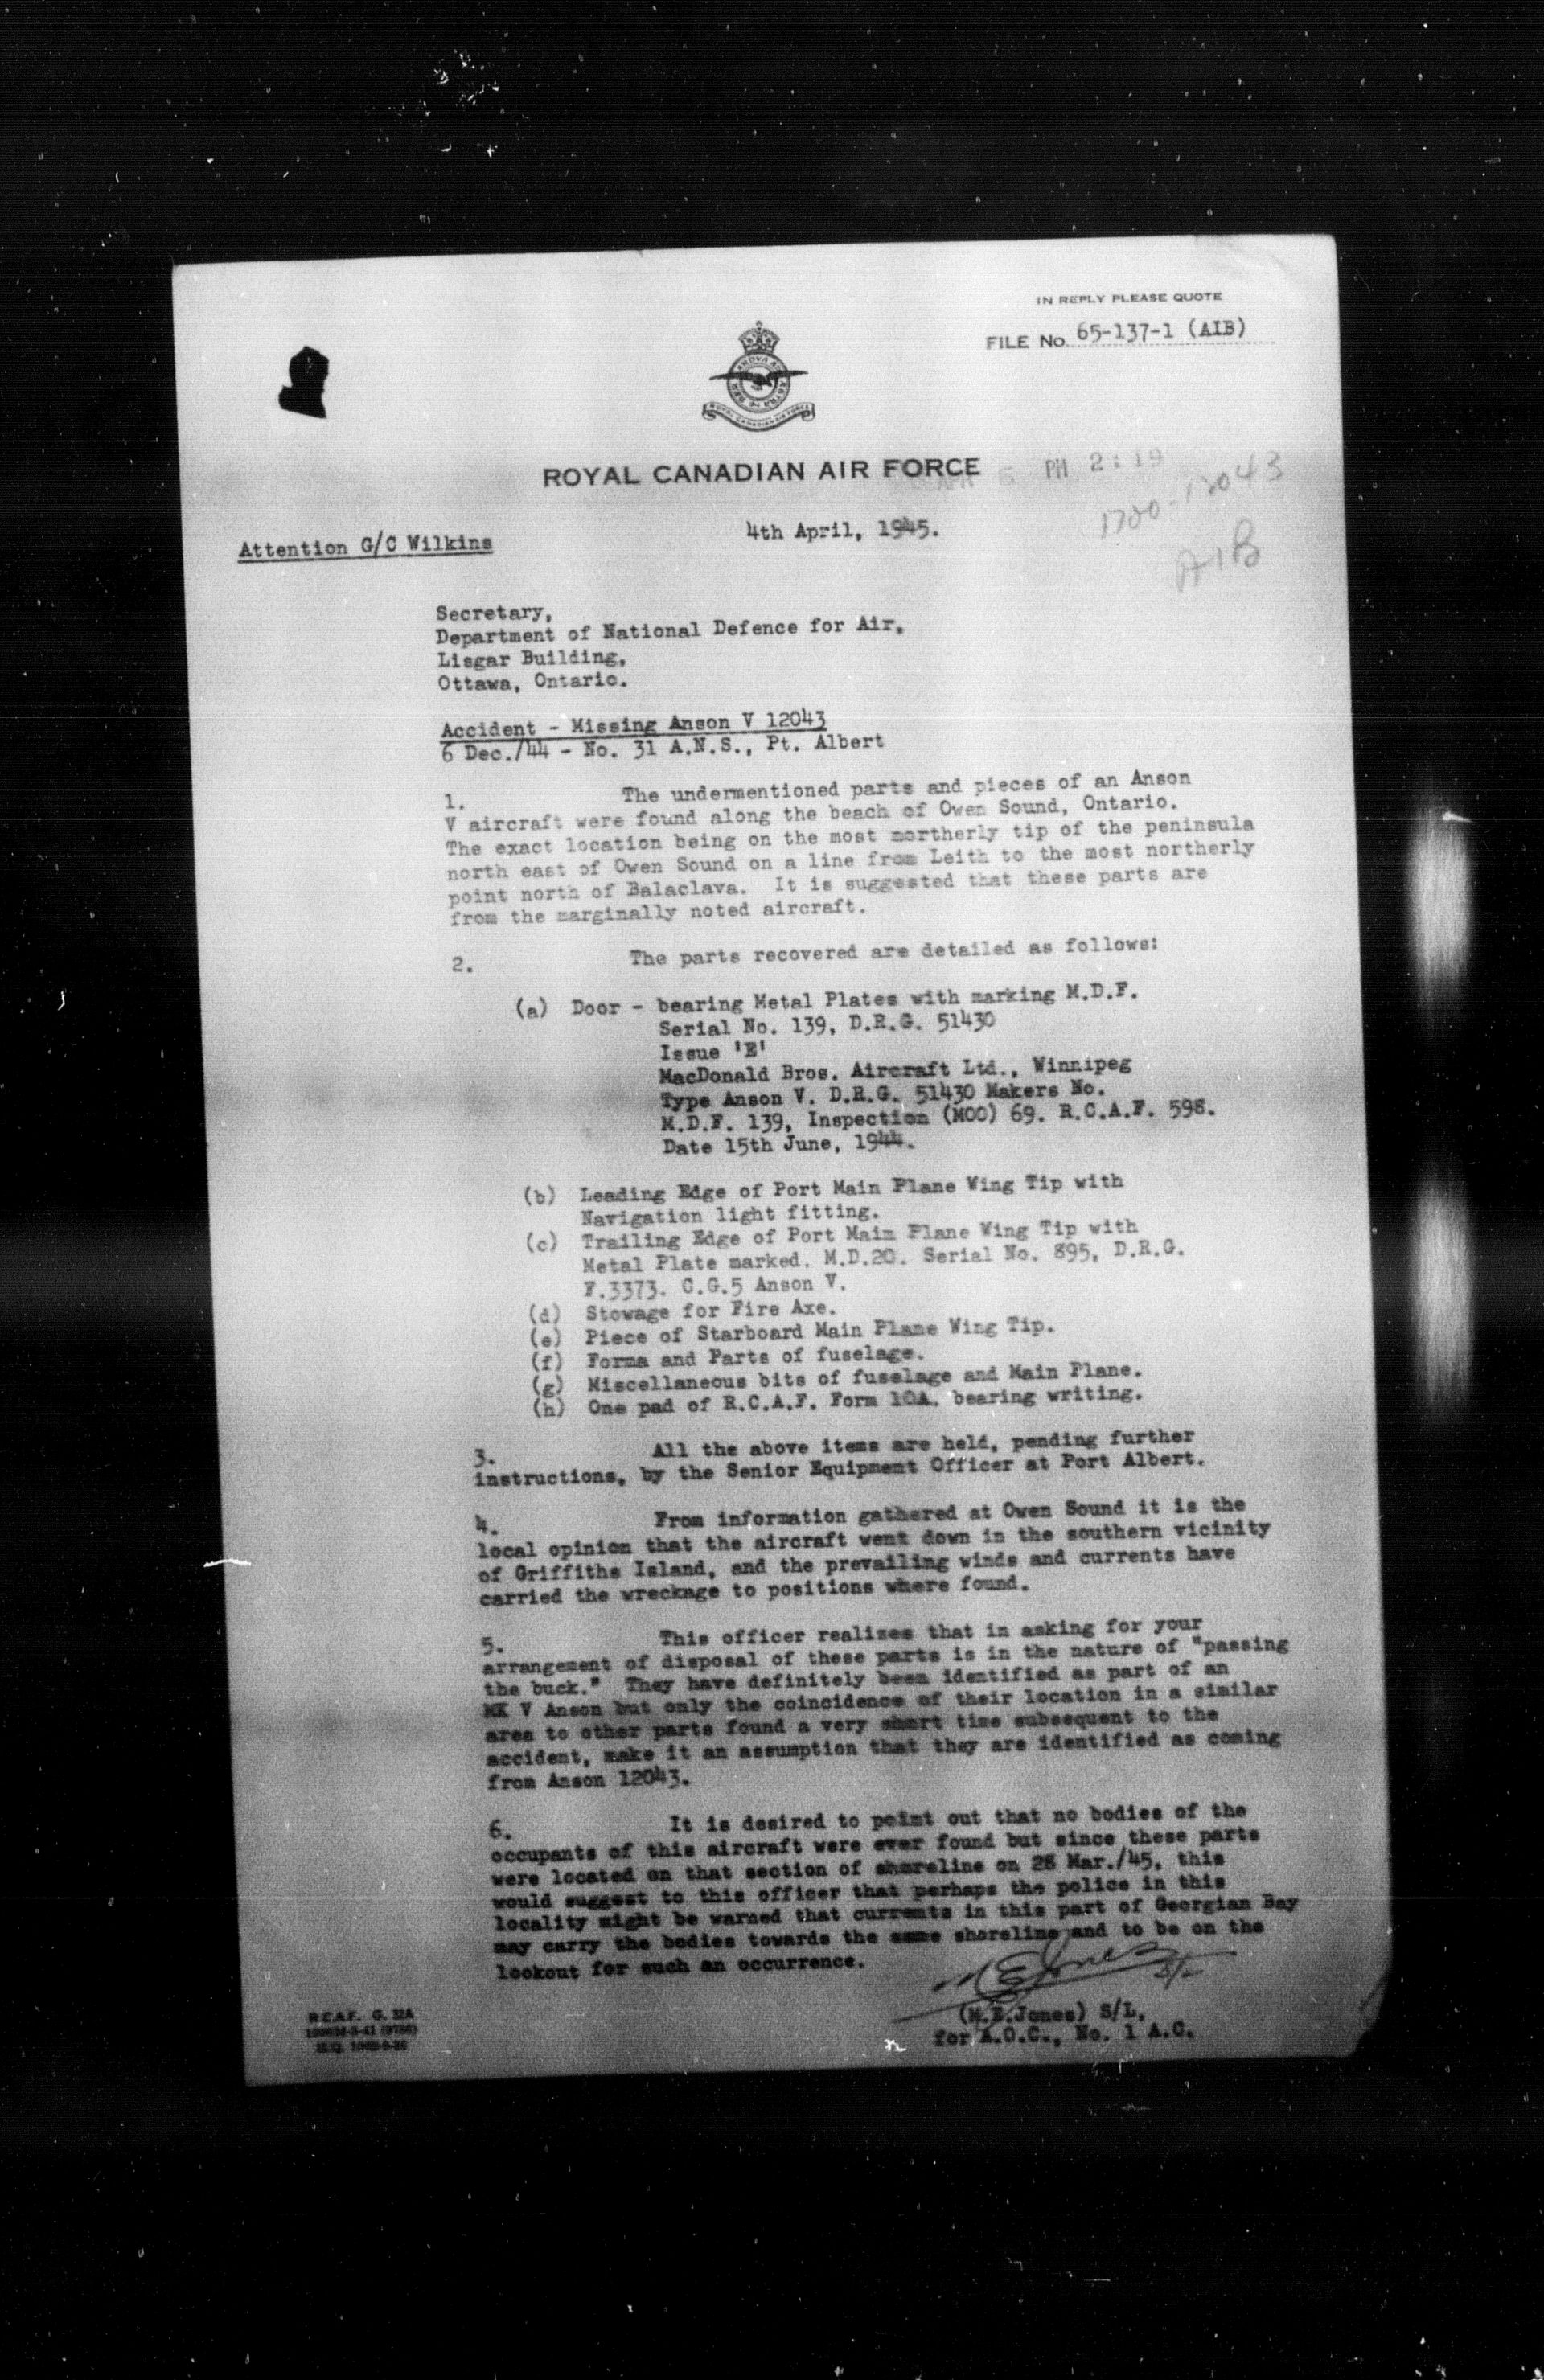 IN REPLY PLEASE QUOTE
FILE No. 65-137-1 (AIB)
ROYAL CANADIAN AIR FORCE
PM 2:19
1700-12043
AIB
4th April, 1945.
Attention G/C Wilkins
Secretary,
Department of National Defence for Air,
Lisgar Building,
Ottawa, Ontario.
Accident - Missing Anson V 12043
6 Dec./44 - No. 31 A.N.S., Pt. Albert
1. The undermentioned parts and pieces of an Anson
V aircraft were found along the beach of Owen Sound, Ontario.
The exact location being on the most northerly tip of the peninsula
north east of Owen Sound on a line from Leith to the most northerly
point north of Balaclava. It is suggested that these parts are
from the marginally noted aircraft.
2. The parts recovered are detailed as follows:
(a) Door - bearing Metal Plates with marking M.D.F.
Serial No. 139, D.R.G. 51430
Issue 'E'
MacDonald Bros. Aircraft Ltd., Winnipeg
Type Anson V. D.R.G. 51430 Makers No.
M.D.F. 139, Inspection (MOO) 69. R.C.A.F. 598.
Date 15th June, 1944.
(b) Leading Edge of Port Main Plane Wing Tip with
Navigation light fitting.
(c) Trailing Edge of Port Main Plane Wing Tip with
Metal Plate marked. M.D.20. Serial No. 895, D.R.G.
F.3373. C.G.5 Anson V.
(d) Stowage for Fire Axe.
(e) Piece of Starboard Main Plane Wing Tip.
(f) Forma and Parts of fuselage.
(g) Miscellaneous bits of fuselage and Main Plane.
(h) One pad of R.C.A.F. Form 10A. bearing writing.
3. All the above items are held, pending further
instructions, by the Senior Equipment Officer at Port Albert.
4. From information gathered at Owen Sound it is the
local opinion that the aircraft went down in the southern vicinity
of Griffiths Island, and the prevailing winds and currents have
carried the wreckage to positions where found.
5. This officer realizes that in asking for your
arrangement of disposal of these parts is in the nature of "passing
the buck." They have definitely been identified as part of an
MK V Anson but only the coincidence of their location in a similar
area to other parts found a very short time subsequent to the
accident, make it an assumption that they are identified as coming
from Anson 12043.
6. It is desired to point out that no bodies of the
occupants of this aircraft were ever found but since these parts
were located on that section of shoreline on 28 Mar./45, this
would suggest to this officer that perhaps the police in this
locality might be warned that currents in this part of Georgian Bay
may carry the bodies towards the same shoreline and to be on the
lookout for such an occurrence.
M E Jones S/L
(M.E.Jones) S/L,
for A.O.C., No. 1 A.C.
R.C.A.F. G. 32A